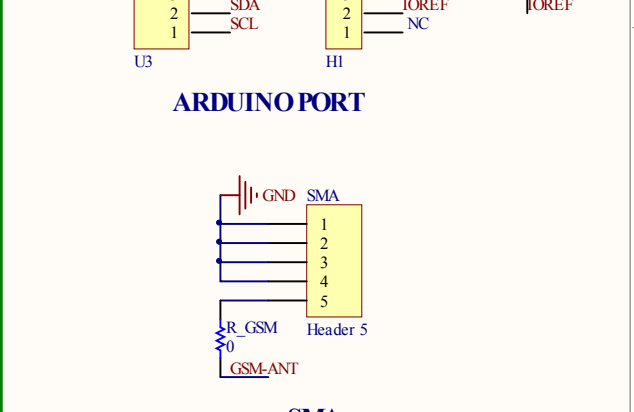 SDA IOREF IOREF
2 2
SCL NC
1 1
U3 H1
ARDUINO PORT
GND SMA
1
2
3
4
5
R_GSM Header 5
0
GSM-ANT
SMA